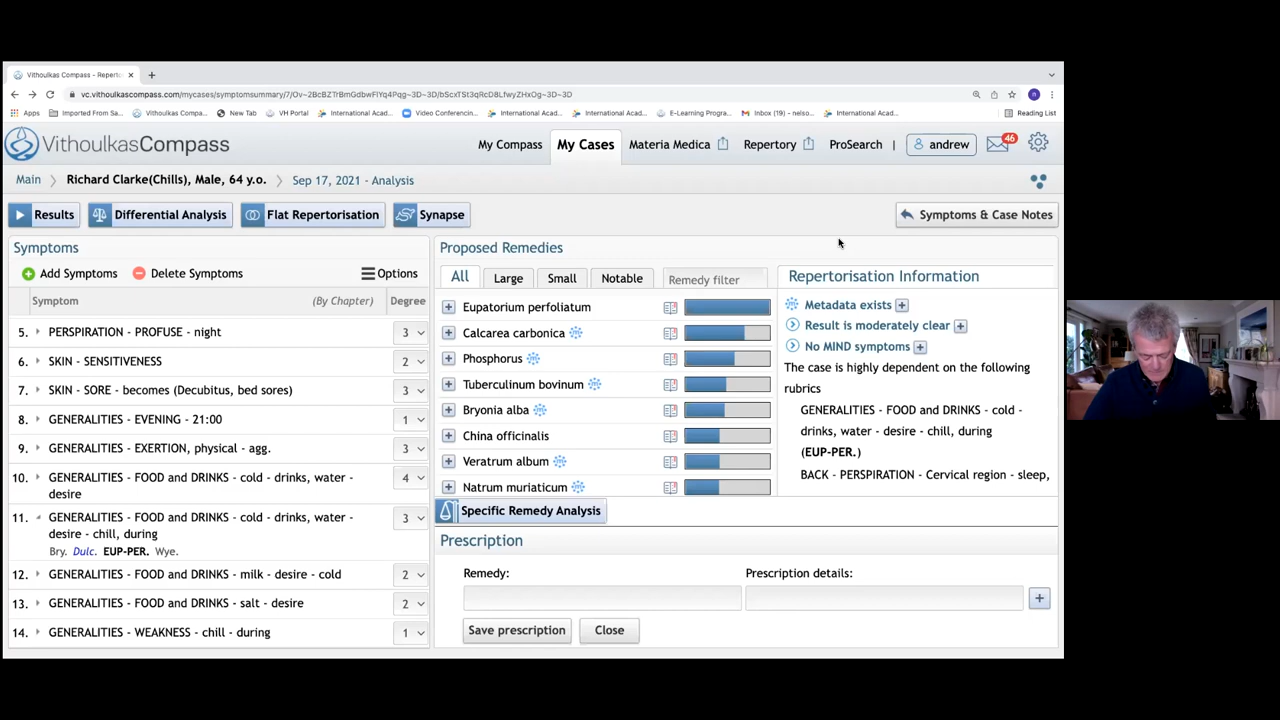 Vithoulkas Compass - Reperto
vc.vithoulkascompass.com/mycases/symptomsummary/7/
Apps
Imported From Sa...
Vithoulkas Compa...
New Tab
VH Portal
International Acad...
Video Conferencin...
International Acad...
International Acad...
E-Learning Progra...
Inbox (19) - nelso...
International Acad...
Reading List
VithoulkasCompass
My Compass
My Cases
Materia Medica
Repertory
ProSearch
andrew
46
Main
Richard Clarke(Chills), Male, 64 y.o.
Sep 17, 2021 - Analysis
Results
Differential Analysis
Flat Repertorisation
Synapse
Symptoms & Case Notes
Symptoms
Add Symptoms
Delete Symptoms
Options
Symptom
(By Chapter)
Degree
5. PERSPIRATION - PROFUSE - night 3
6. SKIN - SENSITIVENESS 2
7. SKIN - SORE - becomes (Decubitus, bed sores) 3
8. GENERALITIES - EVENING - 21:00 1
9. GENERALITIES - EXERTION, physical - agg. 3
10. GENERALITIES - FOOD and DRINKS - cold - drinks, water - 4
desire
11. GENERALITIES - FOOD and DRINKS - cold - drinks, water - 3
desire - chill, during
Bry. Dulc. EUP-PER. Wye.
12. GENERALITIES - FOOD and DRINKS - milk - desire - cold 2
13. GENERALITIES - FOOD and DRINKS - salt - desire 2
14. GENERALITIES - WEAKNESS - chill - during 1
Proposed Remedies
All
Large
Small
Notable
Remedy filter
Eupatorium perfoliatum
Calcarea carbonica
Phosphorus
Tuberculinum bovinum
Bryonia alba
China officinalis
Veratrum album
Natrum muriaticum
Repertorisation Information
Metadata exists
Result is moderately clear
No MIND symptoms
The case is highly dependent on the following
rubrics
GENERALITIES - FOOD and DRINKS - cold -
drinks, water - desire - chill, during
(EUP-PER.)
BACK - PERSPIRATION - Cervical region - sleep,
Specific Remedy Analysis
Prescription
Remedy:
Prescription details:
Save prescription
Close